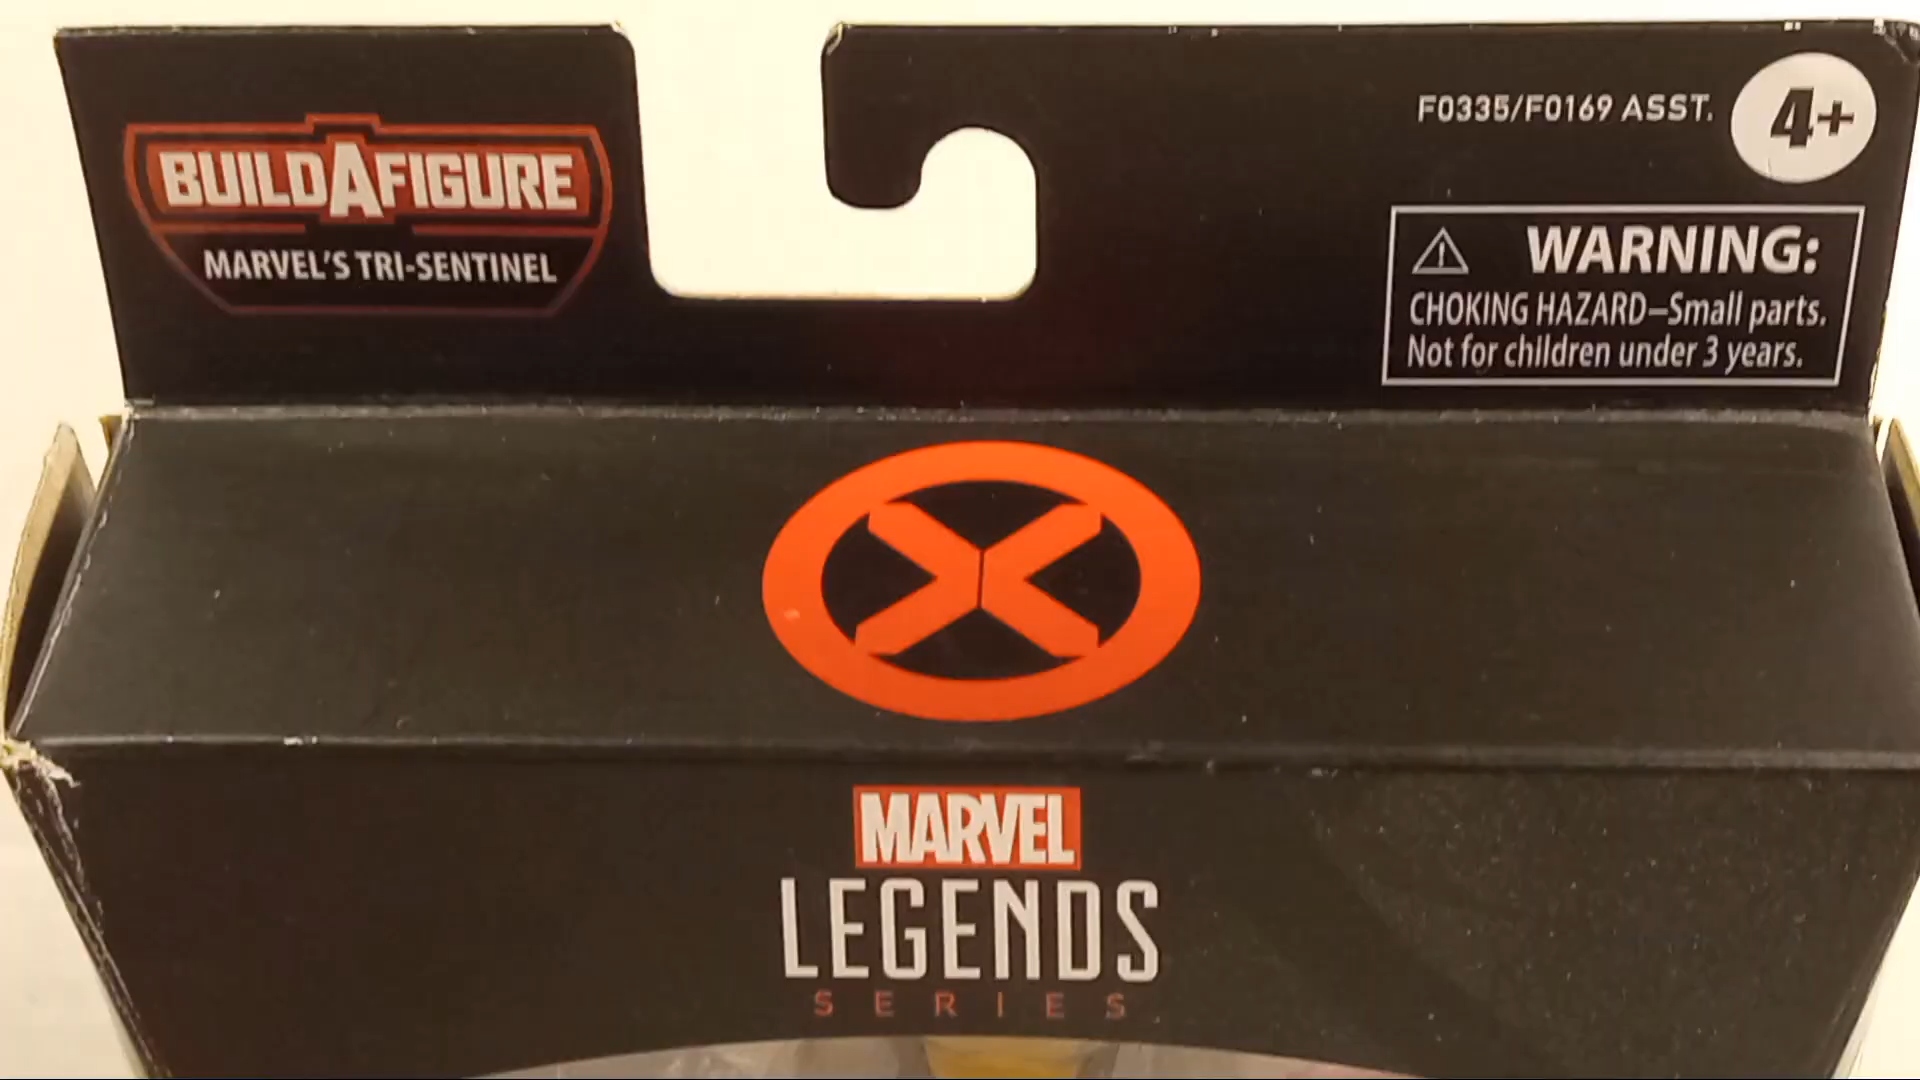 BUILDAFIGURE
MARVEL'S TRI-SENTINEL
F0335/F0169 ASST.
4+
WARNING:
CHOKING HAZARD–Small parts.
Not for children under 3 years.
MARVEL
LEGENDS
SERIES